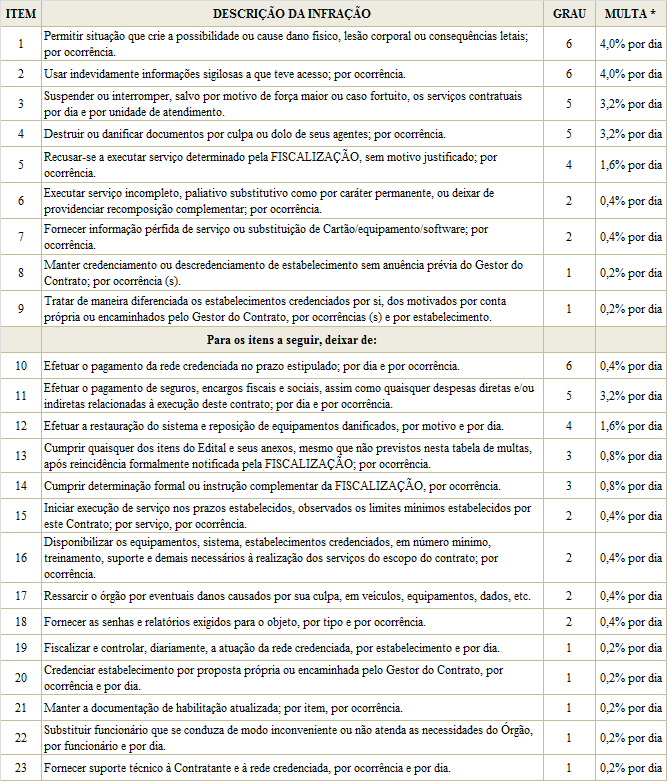 ITEM DESCRIÇÃO DA INFRAÇÃO GRAU MULTA *
1 Permitir situação que crie a possibilidade ou cause dano físico, lesão corporal ou consequências letais; por ocorrência. 6 4,0% por dia
2 Usar indevidamente informações sigilosas a que teve acesso; por ocorrência. 6 4,0% por dia
3 Suspender ou interromper, salvo por motivo de força maior ou caso fortuito, os serviços contratuais por dia e por unidade de atendimento. 5 3,2% por dia
4 Destruir ou danificar documentos por culpa ou dolo de seus agentes; por ocorrência. 5 3,2% por dia
5 Recusar-se a executar serviço determinado pela FISCALIZAÇÃO, sem motivo justificado; por ocorrência. 4 1,6% por dia
6 Executar serviço incompleto, paliativo substitutivo como por caráter permanente, ou deixar de providenciar recomposição complementar; por ocorrência. 2 0,4% por dia
7 Fornecer informação pérfida de serviço ou substituição de Cartão/equipamento/software; por ocorrência. 2 0,4% por dia
8 Manter credenciamento ou descredenciamento de estabelecimento sem anuência prévia do Gestor do Contrato; por ocorrência (s). 1 0,2% por dia
9 Tratar de maneira diferenciada os estabelecimentos credenciados por si, dos motivados por conta própria ou encaminhados pelo Gestor do Contrato, por ocorrências (s) e por estabelecimento. 1 0,2% por dia
Para os itens a seguir, deixar de:
10 Efetuar o pagamento da rede credenciada no prazo estipulado; por dia e por ocorrência. 6 0,4% por dia
11 Efetuar o pagamento de seguros, encargos fiscais e sociais, assim como quaisquer despesas diretas e/ou indiretas relacionadas à execução deste contrato; por dia e por ocorrência. 5 3,2% por dia
12 Efetuar a restauração do sistema e reposição de equipamentos danificados, por motivo e por dia. 4 1,6% por dia
13 Cumprir quaisquer dos itens do Edital e seus anexos, mesmo que não previstos nesta tabela de multas, após reincidência formalmente notificada pela FISCALIZAÇÃO; por ocorrência. 3 0,8% por dia
14 Cumprir determinação formal ou instrução complementar da FISCALIZAÇÃO, por ocorrência. 3 0,8% por dia
15 Iniciar execução de serviço nos prazos estabelecidos, observados os limites mínimos estabelecidos por este Contrato; por serviço, por ocorrência. 2 0,4% por dia
16 Disponibilizar os equipamentos, sistema, estabelecimentos credenciados, em número mínimo, treinamento, suporte e demais necessários à realização dos serviços do escopo do contrato; por ocorrência. 2 0,4% por dia
17 Ressarcir o órgão por eventuais danos causados por sua culpa, em veículos, equipamentos, dados, etc. 2 0,4% por dia
18 Fornecer as senhas e relatórios exigidos para o objeto, por tipo e por ocorrência. 2 0,4% por dia
19 Fiscalizar e controlar, diariamente, a atuação da rede credenciada, por estabelecimento e por dia. 1 0,2% por dia
20 Credenciar estabelecimento por proposta própria ou encaminhada pelo Gestor do Contrato, por ocorrência e por dia. 1 0,2% por dia
21 Manter a documentação de habilitação atualizada; por item, por ocorrência. 1 0,2% por dia
22 Substituir funcionário que se conduza de modo inconveniente ou não atenda as necessidades do Órgão, por funcionário e por dia. 1 0,2% por dia
23 Fornecer suporte técnico à Contratante e à rede credenciada, por ocorrência e por dia. 1 0,2% por dia